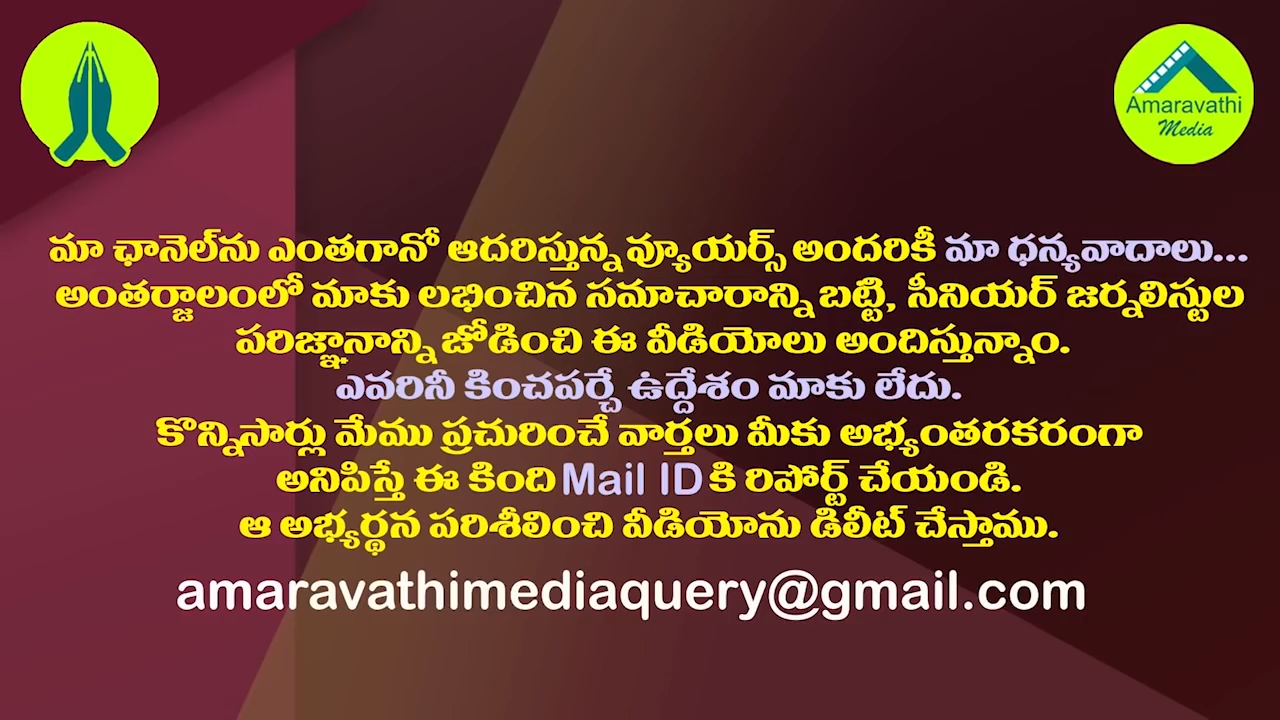 Amaravathi
Media
మా ఛానెల్‌ను ఎంతగానో ఆదరిస్తున్న వ్యూయర్స్ అందరికీ మా ధన్యవాదాలు...
అంతర్జాలంలో మాకు లభించిన సమాచారాన్ని బట్టి, సీనియర్ జర్నలిస్టుల
పరిజ్ఞానాన్ని జోడించి ఈ వీడియోలు అందిస్తున్నాం.
ఎవరినీ కించపర్చే ఉద్దేశం మాకు లేదు.
కొన్నిసార్లు మేము ప్రచురించే వార్తలు మీకు అభ్యంతరకరంగా
అనిపిస్తే ఈ కింది Mail ID కి రిపోర్ట్ చేయండి.
ఆ అభ్యర్థన పరిశీలించి వీడియోను డిలీట్ చేస్తాము.
amaravathimediaquery@gmail.com